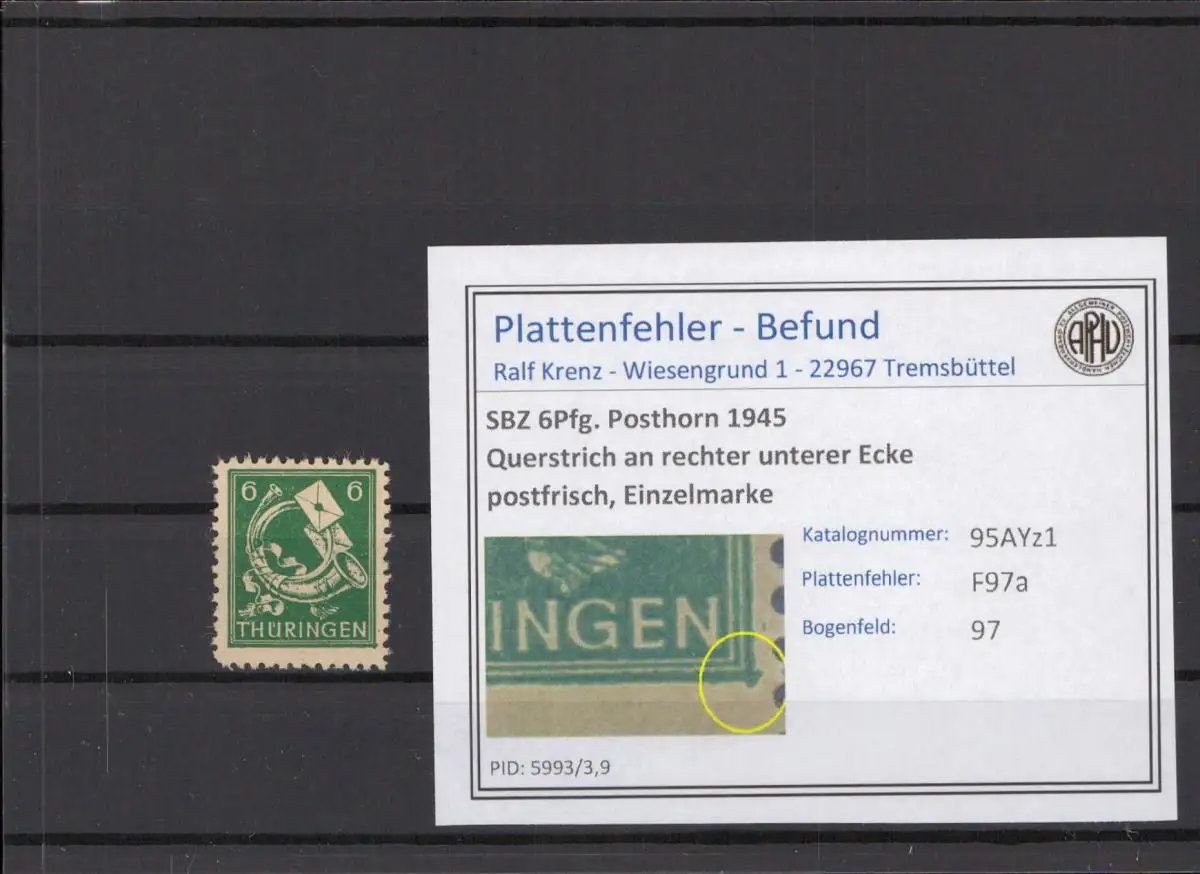 6 6
THÜRINGEN
Plattenfehler - Befund
Ralf Krenz - Wiesengrund 1 - 22967 Tremsbüttel
APHV
SBZ 6Pfg. Posthorn 1945
Querstrich an rechter unterer Ecke
postfrisch, Einzelmarke
INGEN
Katalognummer: 95AYz1
Plattenfehler: F97a
Bogenfeld: 97
PID: 5993/3,9